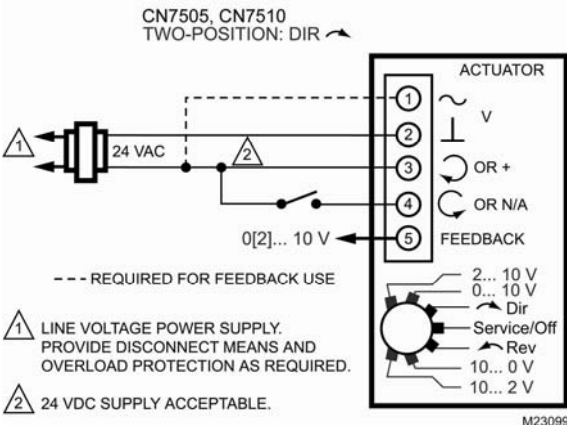 CN7505, CN7510
TWO-POSITION: DIR
ACTUATOR
1
V
2
1
24 VAC
2
3
OR +
4
OR N/A
0[2]... 10 V
5
FEEDBACK
--- REQUIRED FOR FEEDBACK USE
2... 10 V
0... 10 V
Dir
Service/Off
Rev
10... 0 V
10... 2 V
1 LINE VOLTAGE POWER SUPPLY.
PROVIDE DISCONNECT MEANS AND
OVERLOAD PROTECTION AS REQUIRED.
2 24 VDC SUPPLY ACCEPTABLE.
M23099